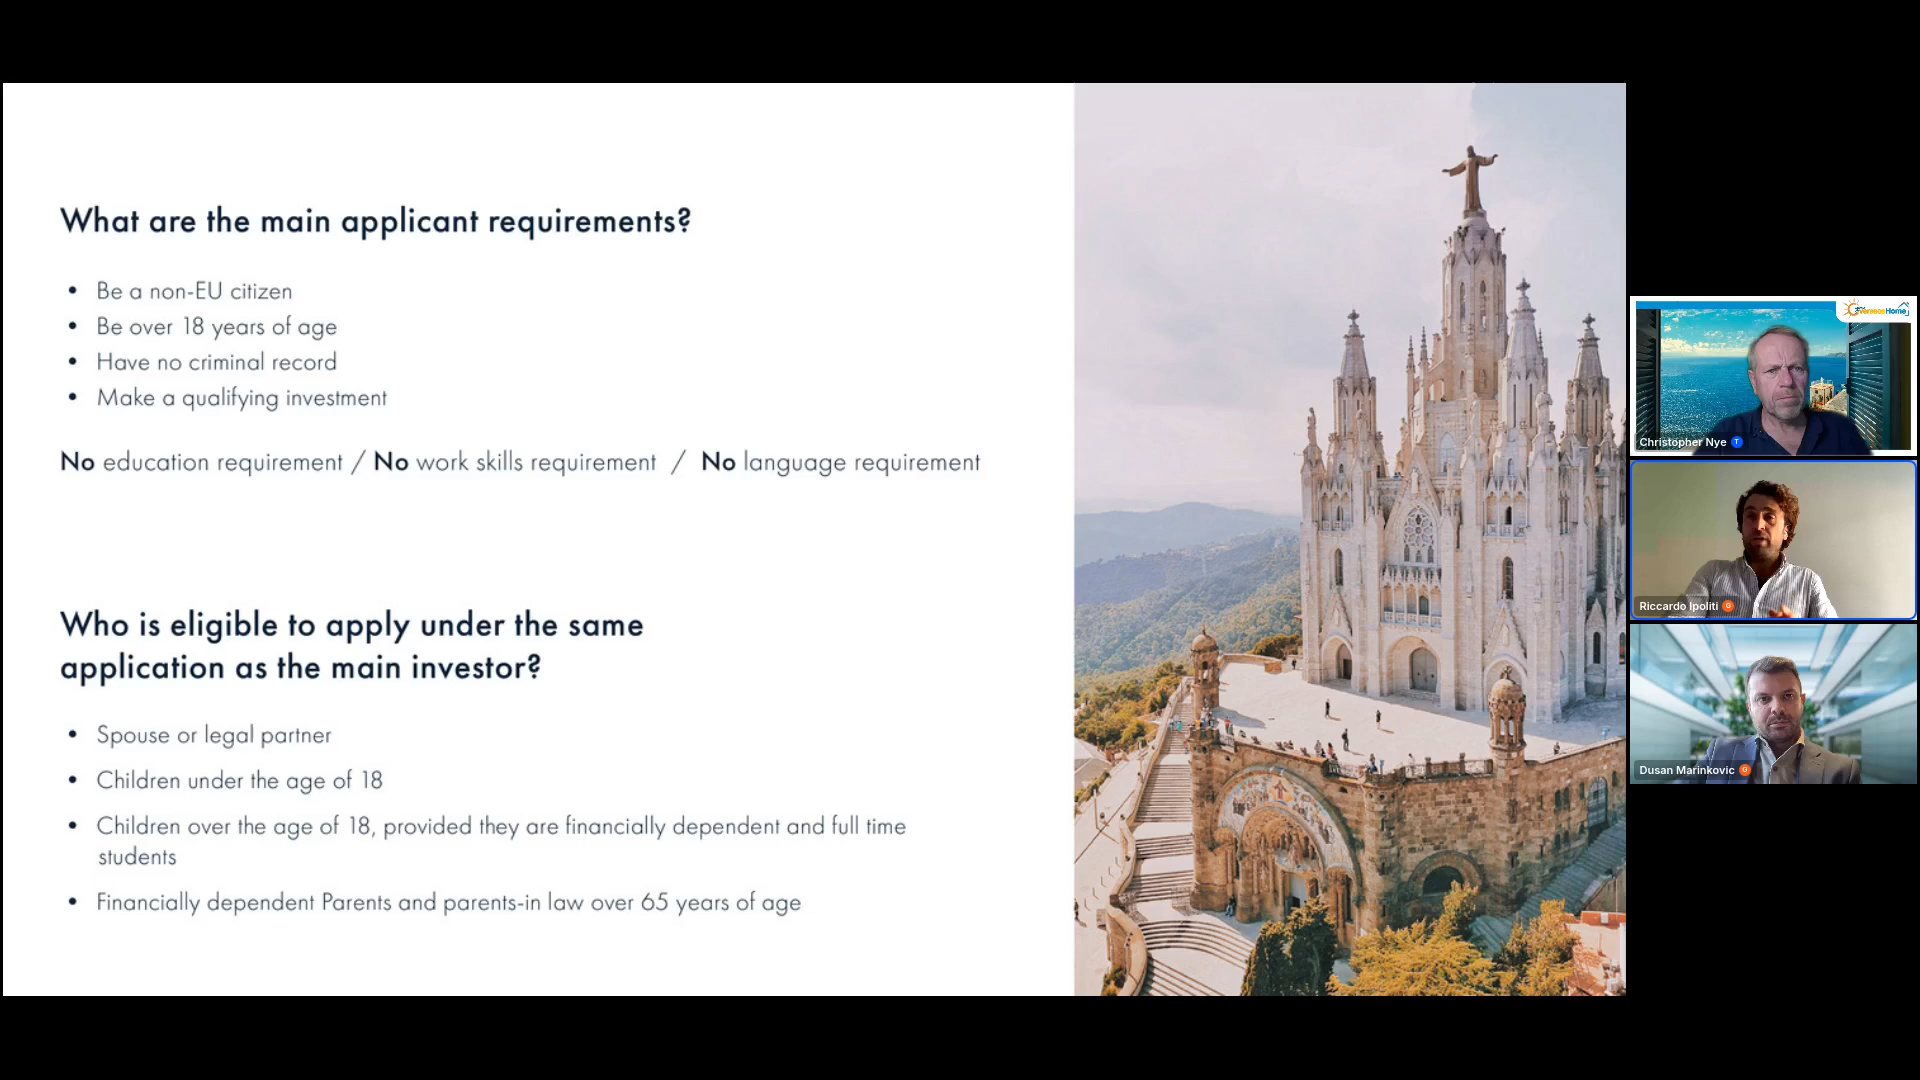 What are the main applicant requirements?
• Be a non-EU citizen
• Be over 18 years of age
• Have no criminal record
• Make a qualifying investment
No education requirement / No work skills requirement / No language requirement
Who is eligible to apply under the same
application as the main investor?
• Spouse or legal partner
• Children under the age of 18
• Children over the age of 18, provided they are financially dependent and full time
students
• Financially dependent Parents and parents-in law over 65 years of age
OverseasHome
Christopher Nye T
Riccardo Ipoliti G
Dusan Marinkovic G